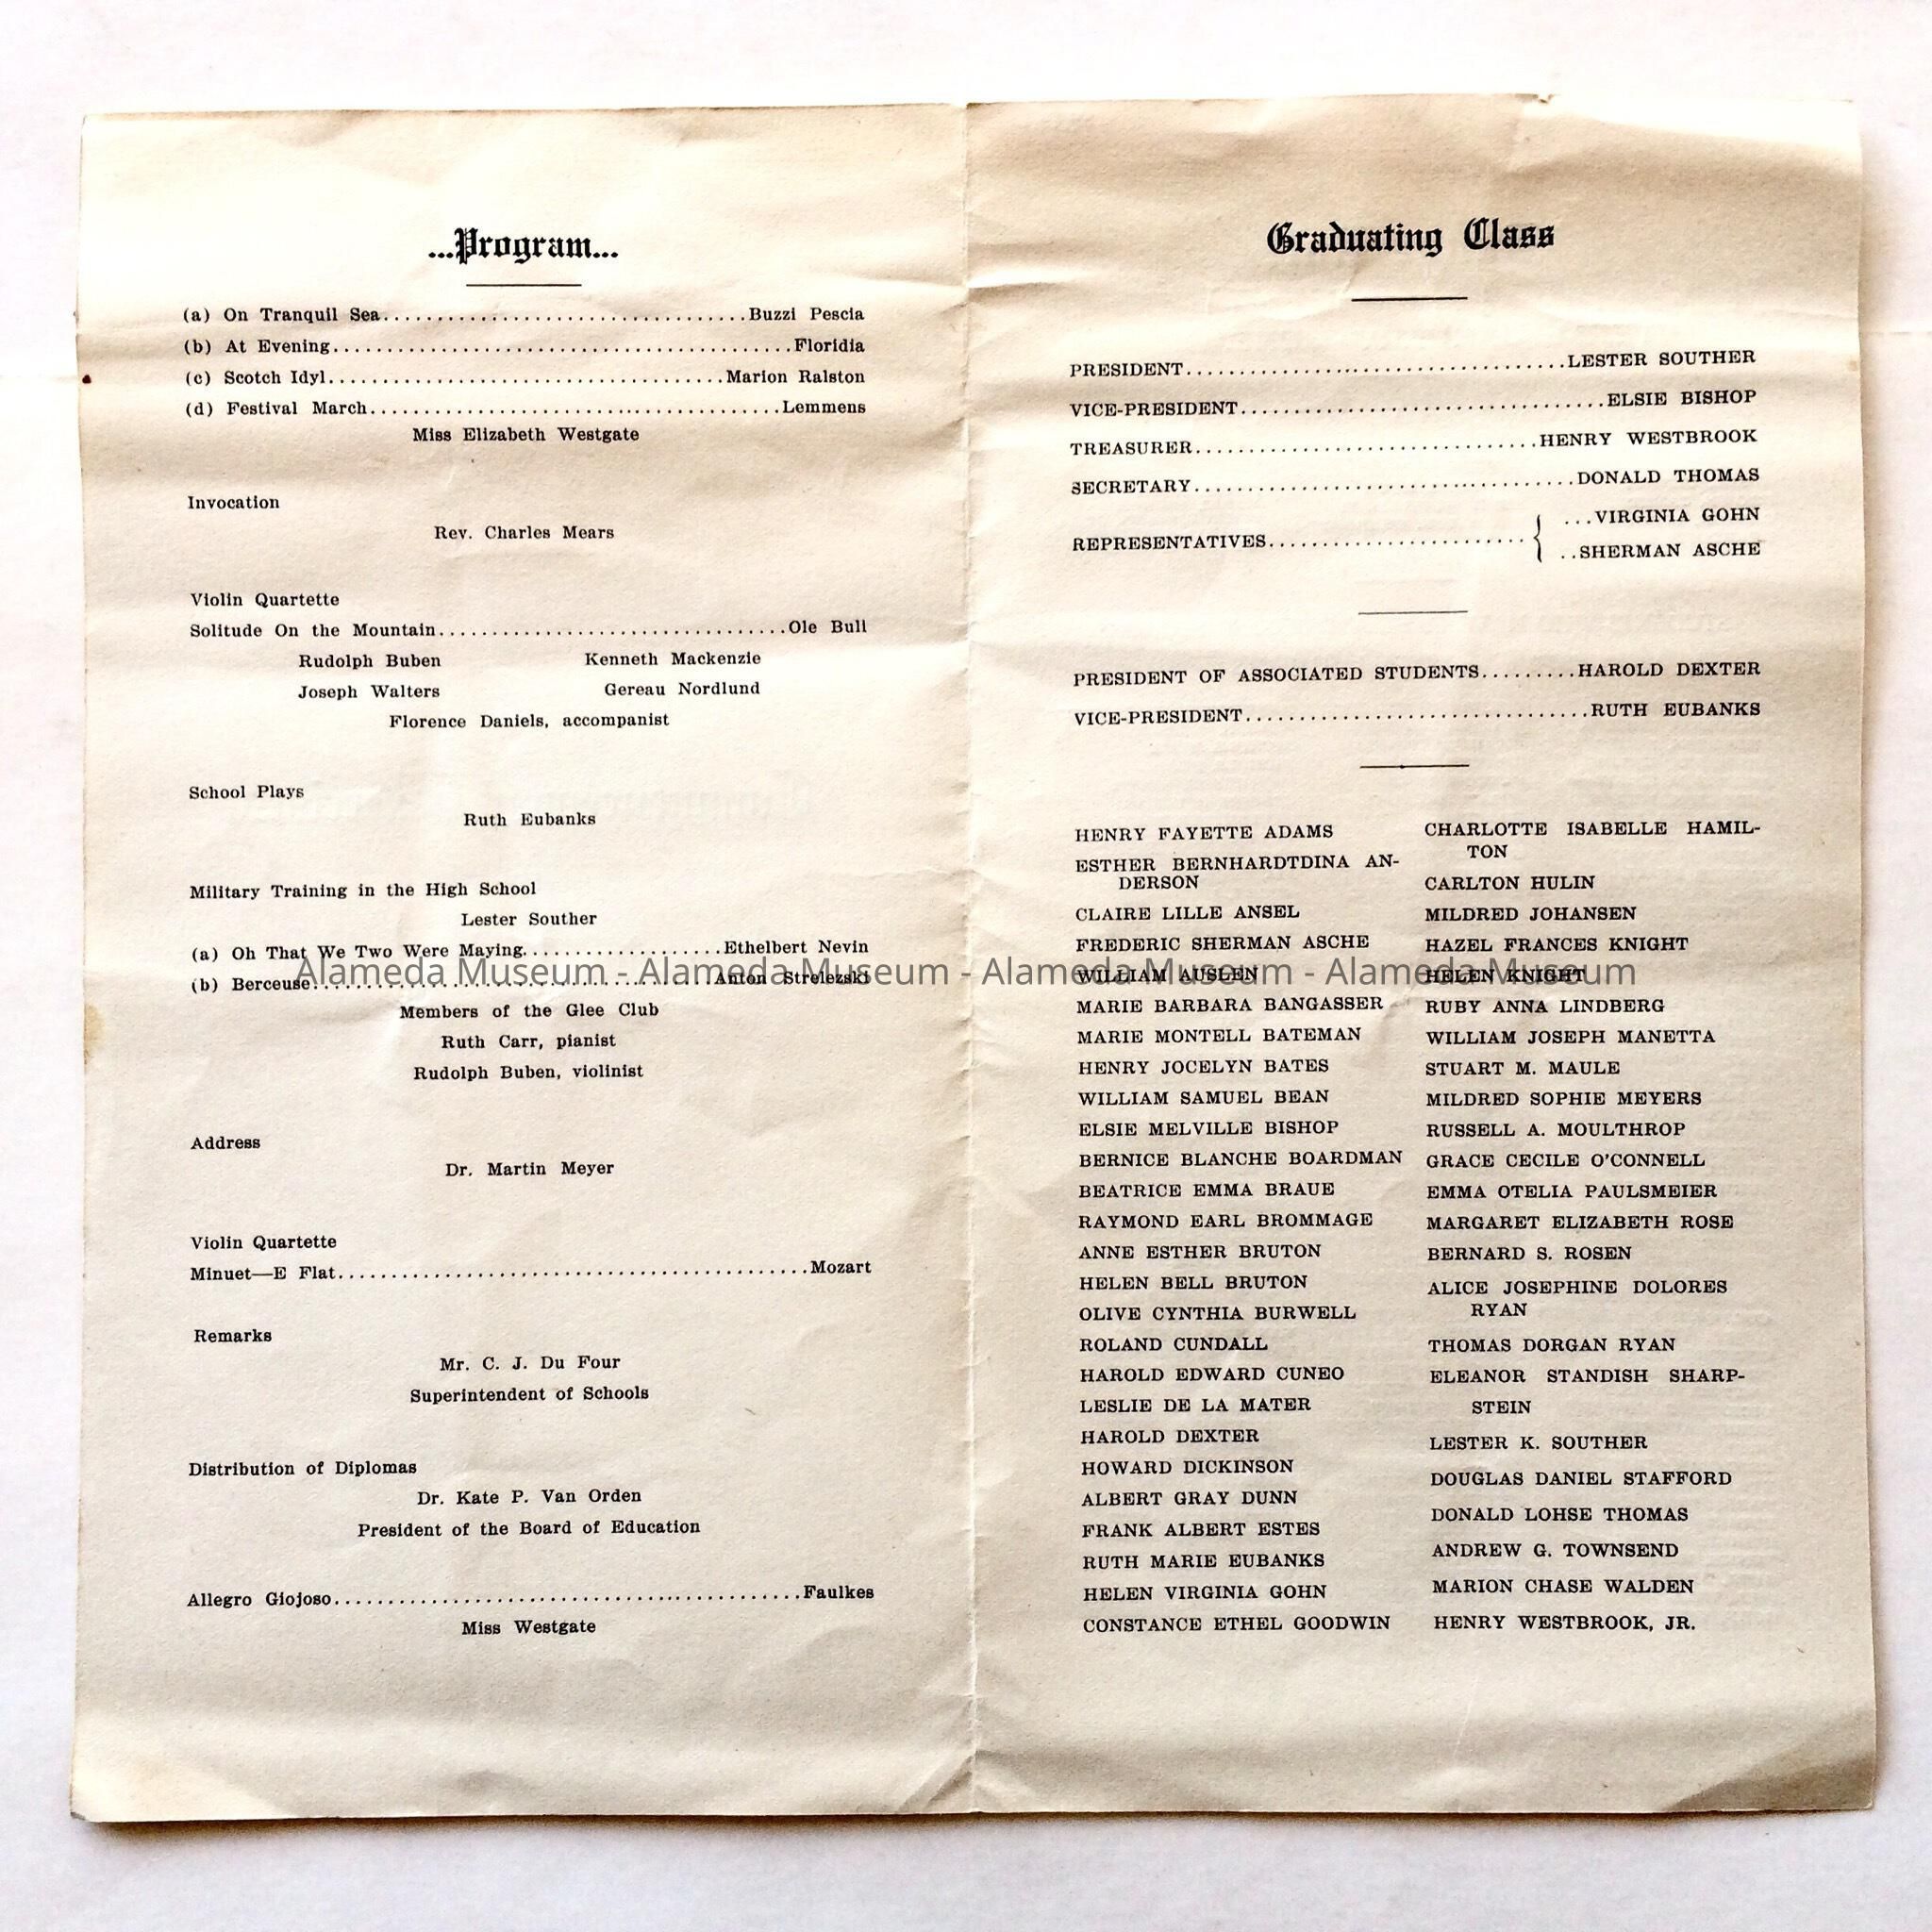 ...Program...
(a) On Tranquil Sea..................................Buzzi Pescia
(b) At Evening...........................................Floridia
(c) Scotch Idyl.....................................Marion Ralston
(d) Festival March.......................................Lemmens
Miss Elizabeth Westgate
Invocation
Rev. Charles Mears
Violin Quartette
Solitude On the Mountain................................Ole Bull
Rudolph Buben Kenneth Mackenzie
Joseph Walters Gereau Nordlund
Florence Daniels, accompanist
School Plays
Ruth Eubanks
Military Training in the High School
Lester Souther
(a) Oh That We Two Were Maying...................Ethelbert Nevin
(b) Berceuse.....................................Anton Strelezski
Members of the Glee Club
Ruth Carr, pianist
Rudolph Buben, violinist
Address
Dr. Martin Meyer
Violin Quartette
Minuet—E Flat............................................Mozart
Remarks
Mr. C. J. Du Four
Superintendent of Schools
Distribution of Diplomas
Dr. Kate P. Van Orden
President of the Board of Education
Allegro Giojoso............................................Faulkes
Miss Westgate
Graduating Class
PRESIDENT...................................LESTER SOUTHER
VICE-PRESIDENT..................................ELSIE BISHOP
TREASURER................................HENRY WESTBROOK
SECRETARY...................................DONALD THOMAS
REPRESENTATIVES........................{ ...VIRGINIA GOHN
..SHERMAN ASCHE
PRESIDENT OF ASSOCIATED STUDENTS.........HAROLD DEXTER
VICE-PRESIDENT................................RUTH EUBANKS
HENRY FAYETTE ADAMS
ESTHER BERNHARDTDINA AN-
DERSON
CLAIRE LILLE ANSEL
FREDERIC SHERMAN ASCHE
WILLIAM AUSLEN
MARIE BARBARA BANGASSER
MARIE MONTELL BATEMAN
HENRY JOCELYN BATES
WILLIAM SAMUEL BEAN
ELSIE MELVILLE BISHOP
BERNICE BLANCHE BOARDMAN
BEATRICE EMMA BRAUE
RAYMOND EARL BROMMAGE
ANNE ESTHER BRUTON
HELEN BELL BRUTON
OLIVE CYNTHIA BURWELL
ROLAND CUNDALL
HAROLD EDWARD CUNEO
LESLIE DE LA MATER
HAROLD DEXTER
HOWARD DICKINSON
ALBERT GRAY DUNN
FRANK ALBERT ESTES
RUTH MARIE EUBANKS
HELEN VIRGINIA GOHN
CONSTANCE ETHEL GOODWIN
CHARLOTTE ISABELLE HAMIL-
TON
CARLTON HULIN
MILDRED JOHANSEN
HAZEL FRANCES KNIGHT
HELEN KNIGHT
RUBY ANNA LINDBERG
WILLIAM JOSEPH MANETTA
STUART M. MAULE
MILDRED SOPHIE MEYERS
RUSSELL A. MOULTHROP
GRACE CECILE O'CONNELL
EMMA OTELIA PAULSMEIER
MARGARET ELIZABETH ROSE
BERNARD S. ROSEN
ALICE JOSEPHINE DOLORES
RYAN
THOMAS DORGAN RYAN
ELEANOR STANDISH SHARP-
STEIN
LESTER K. SOUTHER
DOUGLAS DANIEL STAFFORD
DONALD LOHSE THOMAS
ANDREW G. TOWNSEND
MARION CHASE WALDEN
HENRY WESTBROOK, JR.
Alameda Museum - Alameda Museum - Alameda Museum - Alameda Museum